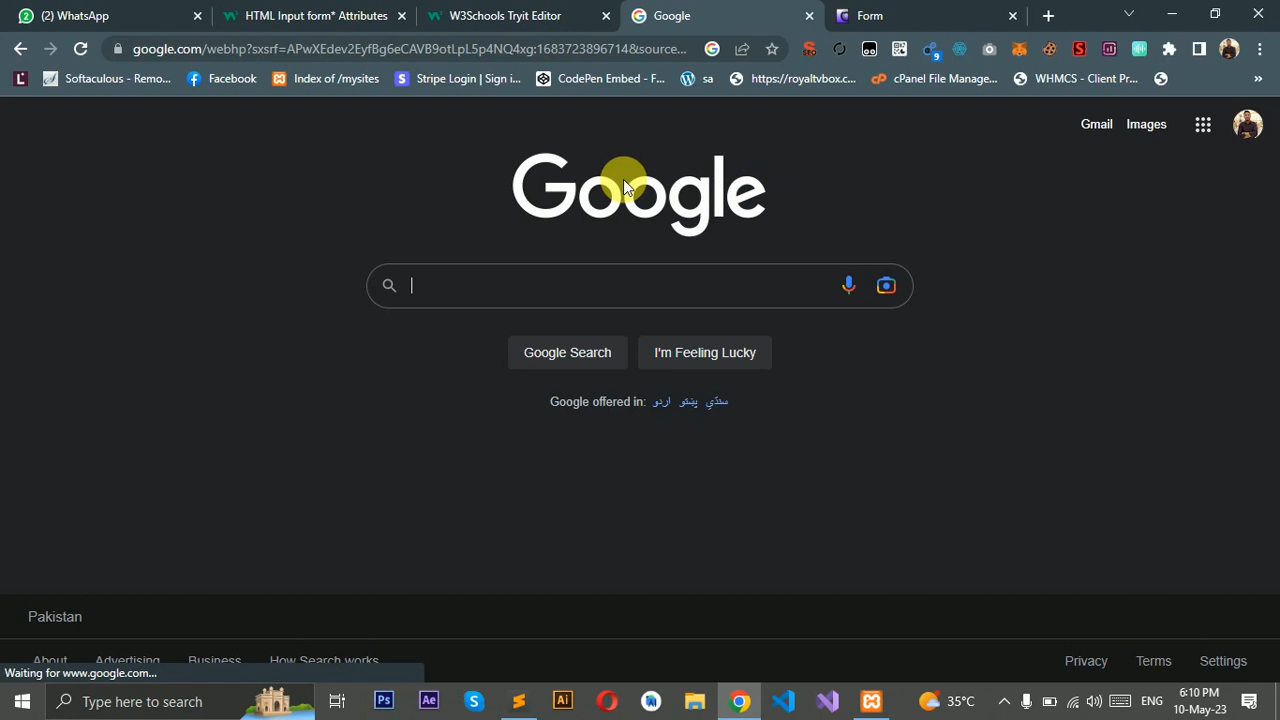 (2) WhatsApp
HTML Input form* Attributes
W3Schools Tryit Editor
Google
Form
google.com/webhp?sxsrf=APwXEdev2EyfBg6eCAVB9otLpL5p4NQ4xg:1683723896714&source...
Softaculous - Remo...
Facebook
Index of /mysites
Stripe Login | Sign i...
CodePen Embed - F...
sa
https://royaltvbox.c...
cPanel File Manage...
WHMCS - Client Pr...
»
Gmail
Images
Google
Google Search
I'm Feeling Lucky
Google offered in: اردو پښتو سنڌي
Pakistan
About
Advertising
Business
How Search works
Privacy
Terms
Settings
Waiting for www.google.com...
Type here to search
Ps
Ae
Ai
35°C
ENG
6:10 PM
10-May-23